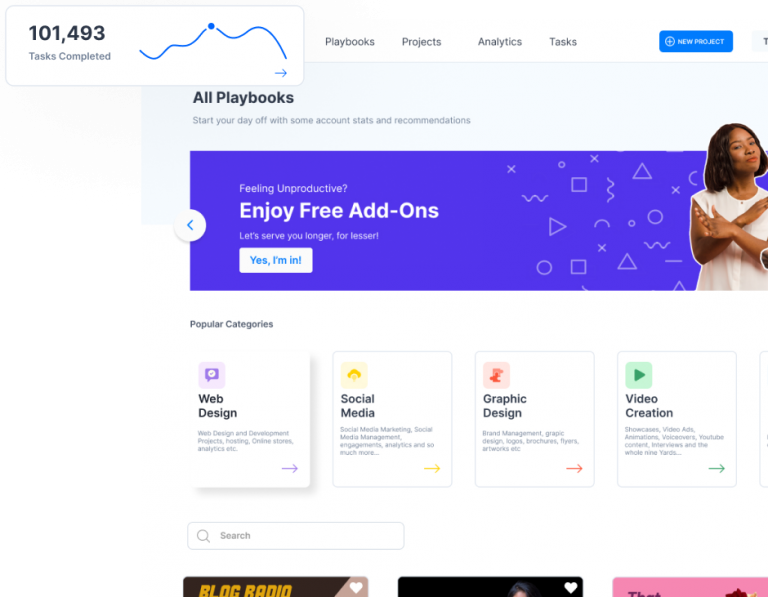 101,493
Tasks Completed
Playbooks Projects Analytics Tasks
NEW PROJECT
T
All Playbooks
Start your day off with some account stats and recommendations
Feeling Unproductive?
Enjoy Free Add-Ons
Let's serve you longer, for lesser!
Yes, I'm in!
Popular Categories
Web
Design
Web Design and Development
Projects, hosting, Online stores,
analytics etc.
Social
Media
Social Media Marketing, Social
Media Management,
engagements, analytics and so
much more...
Graphic
Design
Brand Management, grapic
design, logos, brochures, flyers,
artworks etc
Video
Creation
Showcases, Video Ads,
Animations, Voiceovers, Youtube
content, Interviews and the
whole nine Yards...
Search
BLOG RADIO
That